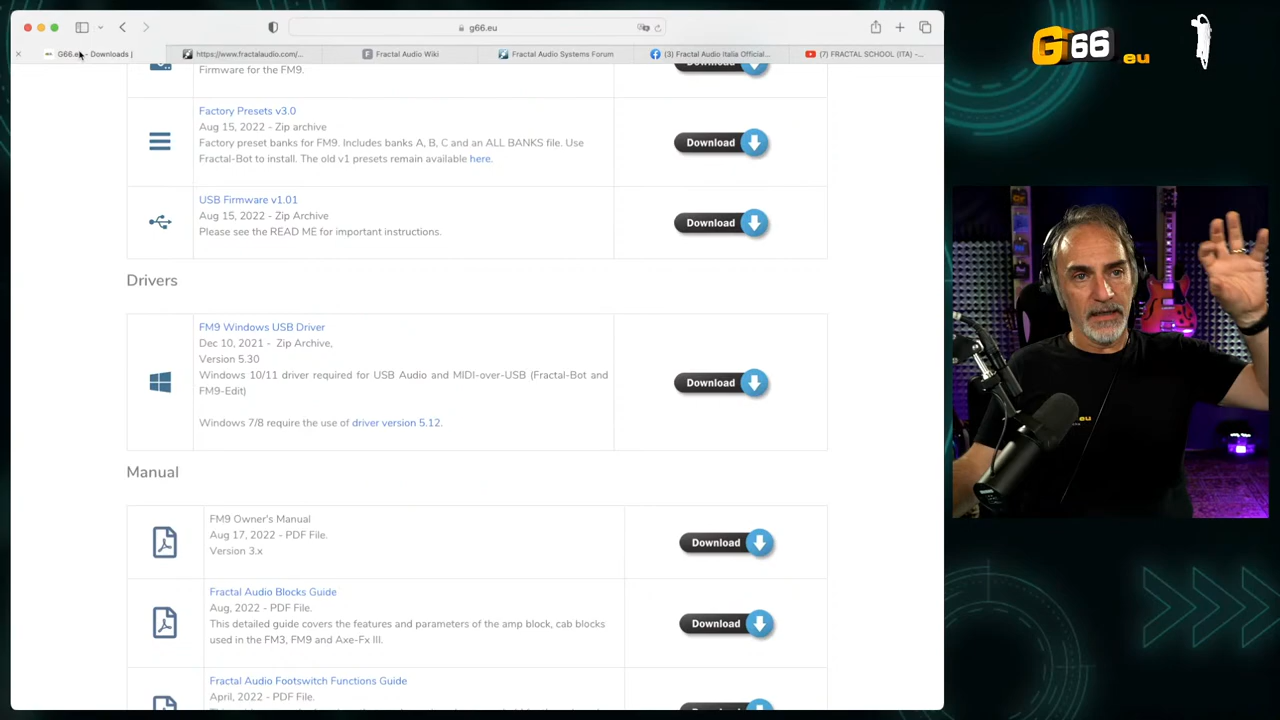 g66.eu
G66.eu - Downloads |
https://www.fractalaudio.com/...
Fractal Audio Wiki
Fractal Audio Systems Forum
(3) Fractal Audio Italia Official...
(7) FRACTAL SCHOOL (ITA) -...
Firmware for the FM9.
Download
Factory Presets v3.0
Aug 15, 2022 - Zip archive
Factory preset banks for FM9. Includes banks A, B, C and an ALL BANKS file. Use
Fractal-Bot to install. The old v1 presets remain available here.
Download
USB Firmware v1.01
Aug 15, 2022 - Zip Archive
Please see the READ ME for important instructions.
Download
Drivers
FM9 Windows USB Driver
Dec 10, 2021 - Zip Archive,
Version 5.30
Windows 10/11 driver required for USB Audio and MIDI-over-USB (Fractal-Bot and
FM9-Edit)
Windows 7/8 require the use of driver version 5.12.
Download
Manual
FM9 Owner's Manual
Aug 17, 2022 - PDF File.
Version 3.x
Download
Fractal Audio Blocks Guide
Aug, 2022 - PDF File.
This detailed guide covers the features and parameters of the amp block, cab blocks
used in the FM3, FM9 and Axe-Fx III.
Download
Fractal Audio Footswitch Functions Guide
April, 2022 - PDF File.
G66
eu
eu